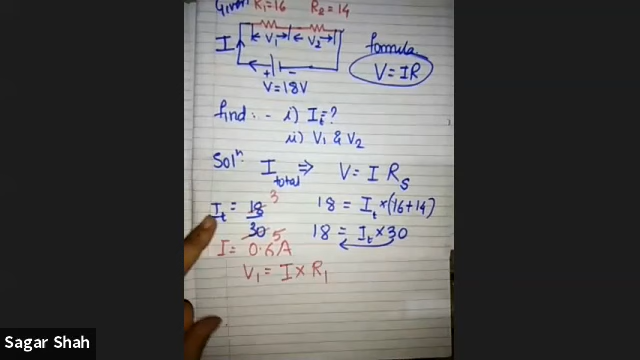 Given R₁=16 R₂=14
I V₁ V₂
+ -
V=18V
formula
V=IR
find :- i) Iₜ=?
ii) V₁ & V₂
Solⁿ: I total ⇒ V = I Rₛ
Iₜ = 18/30 3/5 18 = Iₜ×(16+14)
18 = Iₜ×30
I = 0.6A
V₁ = I × R₁
Sagar Shah